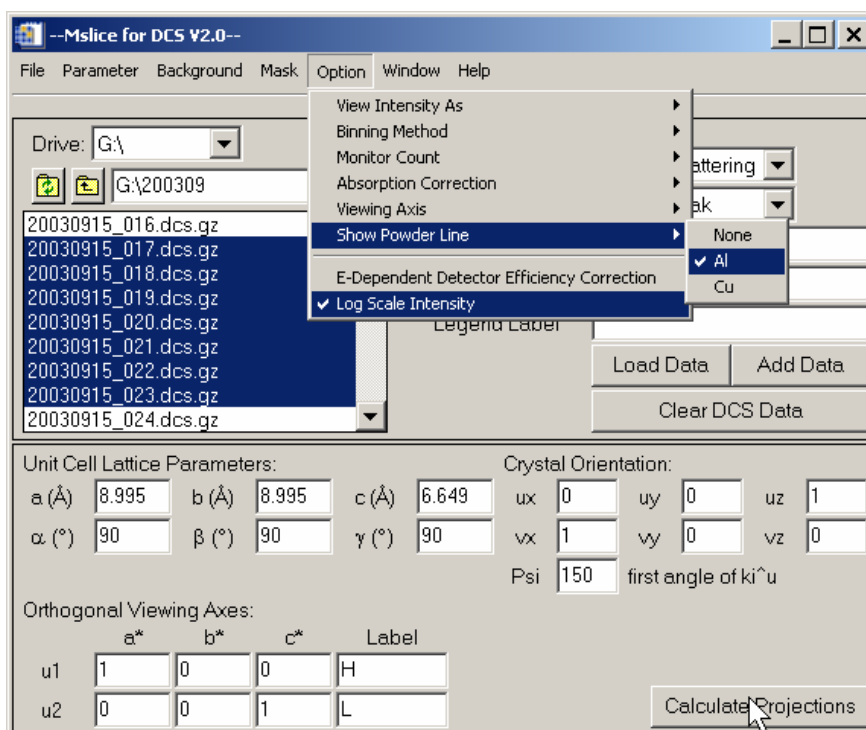 --Mslice for DCS V2.0--
File Parameter Background Mask Option Window Help
View Intensity As
Binning Method
Monitor Count
Absorption Correction
Viewing Axis
Show Powder Line
E-Dependent Detector Efficiency Correction
Log Scale Intensity
None
Al
Cu
Drive: G:\
G:\200309
20030915_016.dcs.gz
20030915_017.dcs.gz
20030915_018.dcs.gz
20030915_019.dcs.gz
20030915_020.dcs.gz
20030915_021.dcs.gz
20030915_022.dcs.gz
20030915_023.dcs.gz
20030915_024.dcs.gz
attering
ak
Legend Label
Load Data Add Data
Clear DCS Data
Unit Cell Lattice Parameters:
a (Å) 8.995 b (Å) 8.995 c (Å) 6.649
α (°) 90 β (°) 90 γ (°) 90
Crystal Orientation:
ux 0 uy 0 uz 1
vx 1 vy 0 vz 0
Psi 150 first angle of ki^u
Orthogonal Viewing Axes:
a* b* c* Label
u1 1 0 0 H
u2 0 0 1 L
Calculate Projections